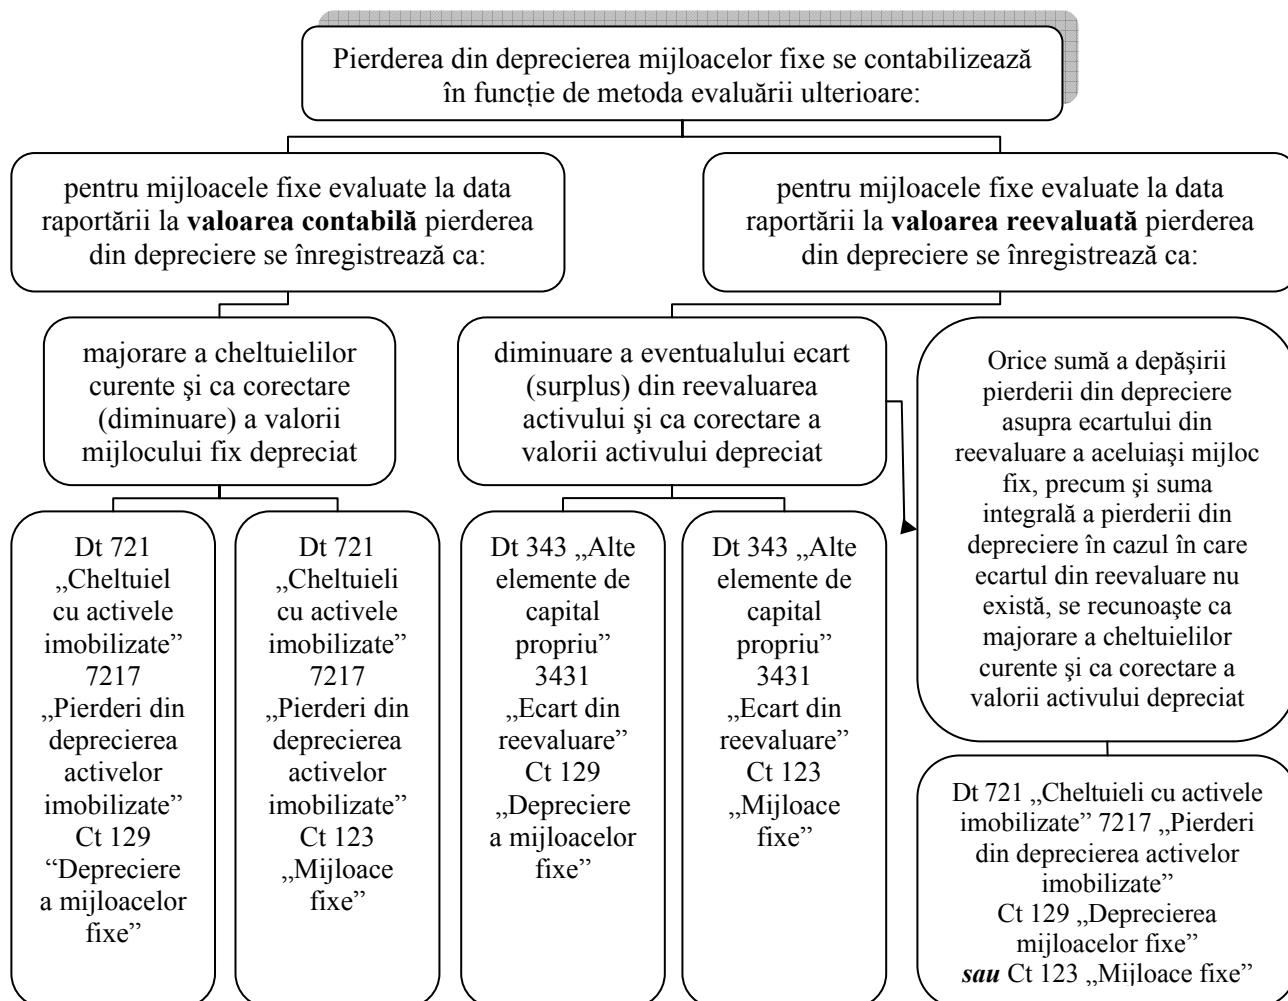 Pierderea din deprecierea mijloacelor fixe se contabilizează
în funcție de metoda evaluării ulterioare:
pentru mijloacele fixe evaluate la data
raportării la valoarea contabilă pierderea
din depreciere se înregistrează ca:
pentru mijloacele fixe evaluate la data
raportării la valoarea reevaluată pierderea
din depreciere se înregistrează ca:
majorare a cheltuielilor
curente şi ca corectare
(diminuare) a valorii
mijlocului fix depreciat
diminuare a eventualului ecart
(surplus) din reevaluarea
activului şi ca corectare a
valorii activului depreciat
Orice sumă a depăşirii
pierderii din depreciere
asupra ecartului din
reevaluare a aceluiaşi mijloc
fix, precum şi suma
integrală a pierderii din
depreciere în cazul în care
ecartul din reevaluare nu
există, se recunoaşte ca
majorare a cheltuielilor
curente şi ca corectare a
valorii activului depreciat
Dt 721
„Cheltuiel
cu activele
imobilizate”
7217
„Pierderi din
deprecierea
activelor
imobilizate”
Ct 129
“Depreciere
a mijloacelor
fixe”
Dt 721
„Cheltuieli
cu activele
imobilizate”
7217
„Pierderi din
deprecierea
activelor
imobilizate”
Ct 123
„Mijloace
fixe”
Dt 343 „Alte
elemente de
capital
propriu”
3431
„Ecart din
reevaluare”
Ct 129
„Depreciere
a mijloacelor
fixe”
Dt 343 „Alte
elemente de
capital
propriu”
3431
„Ecart din
reevaluare”
Ct 123
„Mijloace
fixe”
Dt 721 „Cheltuieli cu activele
imobilizate” 7217 „Pierderi
din deprecierea activelor
imobilizate”
Ct 129 „Deprecierea
mijloacelor fixe”
sau Ct 123 „Mijloace fixe”